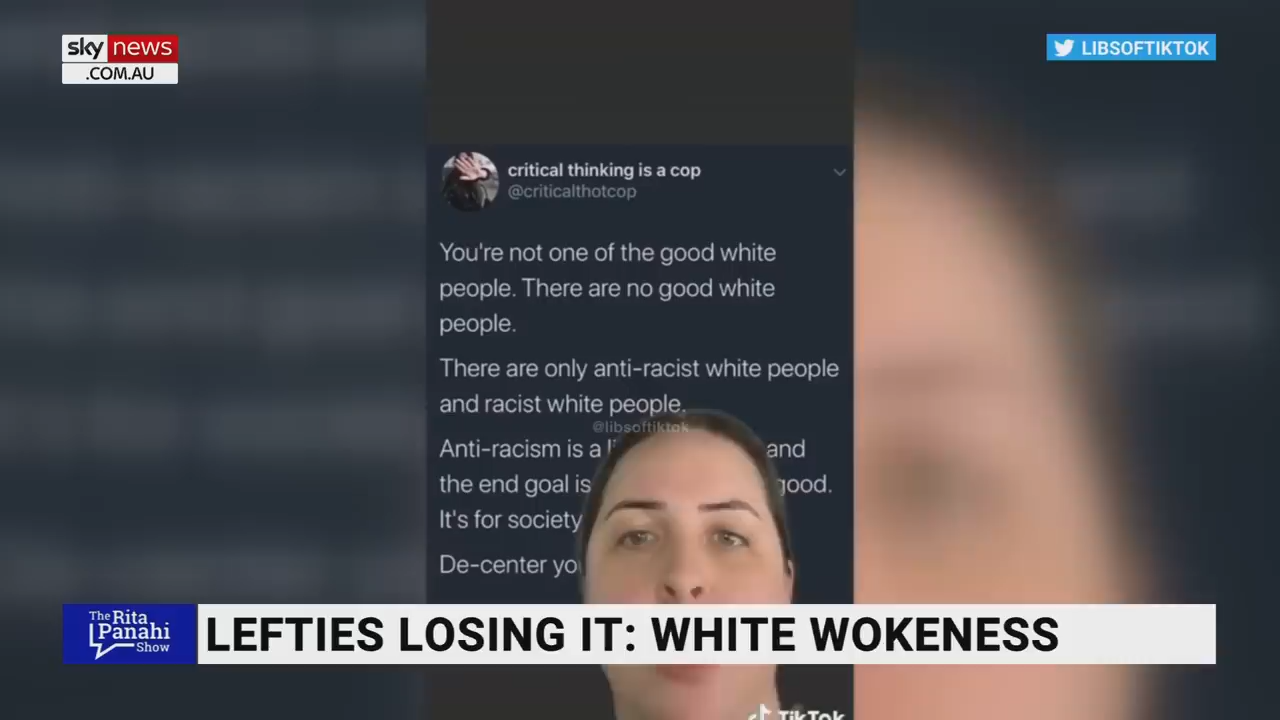 sky news
.COM.AU
LIBSOFTIKTOK
critical thinking is a cop
@criticalthotcop
You're not one of the good white
people. There are no good white
people.
There are only anti-racist white people
and racist white people.
@libsoftiktok
Anti-racism is a and
the end goal is good.
It's for society
De-center
The Rita
Panahi
Show
LEFTIES LOSING IT: WHITE WOKENESS
TikTok